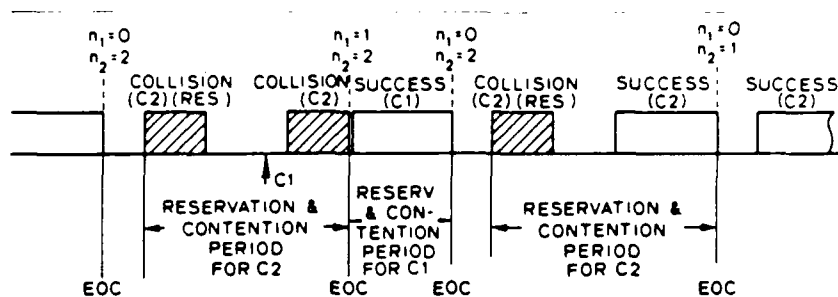 n₁=0
n₂=2
n₁=1
n₂=2
n₁=0
n₂=2
n₁=0
n₂=1
COLLISION
(C2)(RES)
COLLISION
(C2)
SUCCESS
(C1)
COLLISION
(C2)(RES)
SUCCESS
(C2)
SUCCESS
(C2)
C1
RESERVATION &
CONTENTION
PERIOD
FOR C2
RESERV
& CON-
TENTION
PERIOD
FOR C1
RESERVATION &
CONTENTION
PERIOD
FOR C2
EOC
EOC
EOC
EOC